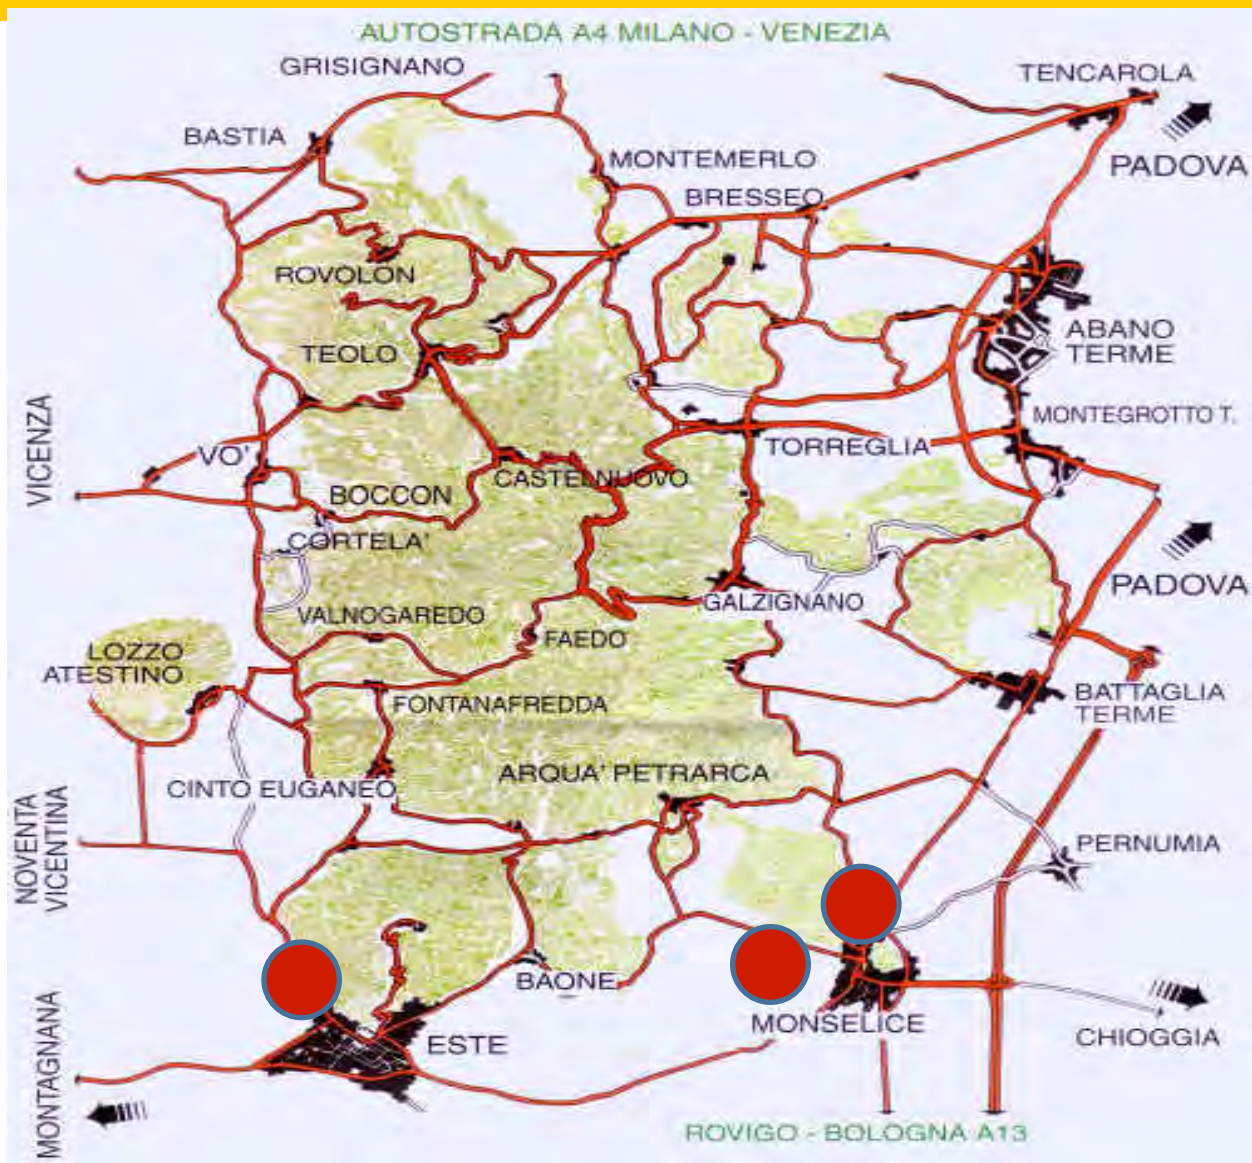 AUTOSTRADA A4 MILANO - VENEZIA
GRISIGNANO
TENCAROLA
BASTIA
MONTEMERLO
PADOVA
BRESSEO
ROVOLON
ABANO
TERME
TEOLO
VICENZA
MONTEGROTTO T.
TORREGLIA
VO'
CASTELNUOVO
BOCCON
CORTELA'
PADOVA
GALZIGNANO
VALNOGAREDO
FAEDO
LOZZO
ATESTINO
BATTAGLIA
TERME
FONTANAFREDDA
ARQUA' PETRARCA
CINTO EUGANEO
NOVENTA
VICENTINA
PERNUMIA
BAONE
MONSELICE
CHIOGGIA
ESTE
MONTAGNANA
ROVIGO - BOLOGNA A13